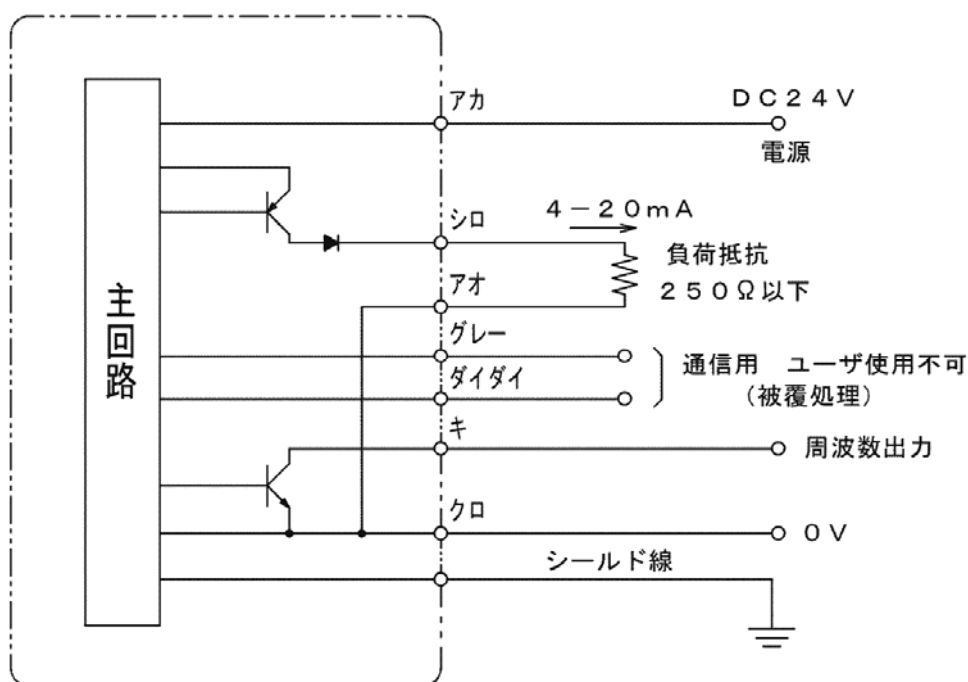 アカ
DC24V
電源
シロ
4-20mA
負荷抵抗
250Ω以下
アオ
グレー
ダイダイ
通信用 ユーザ使用不可
(被覆処理)
キ
周波数出力
クロ
0V
シールド線
主回路